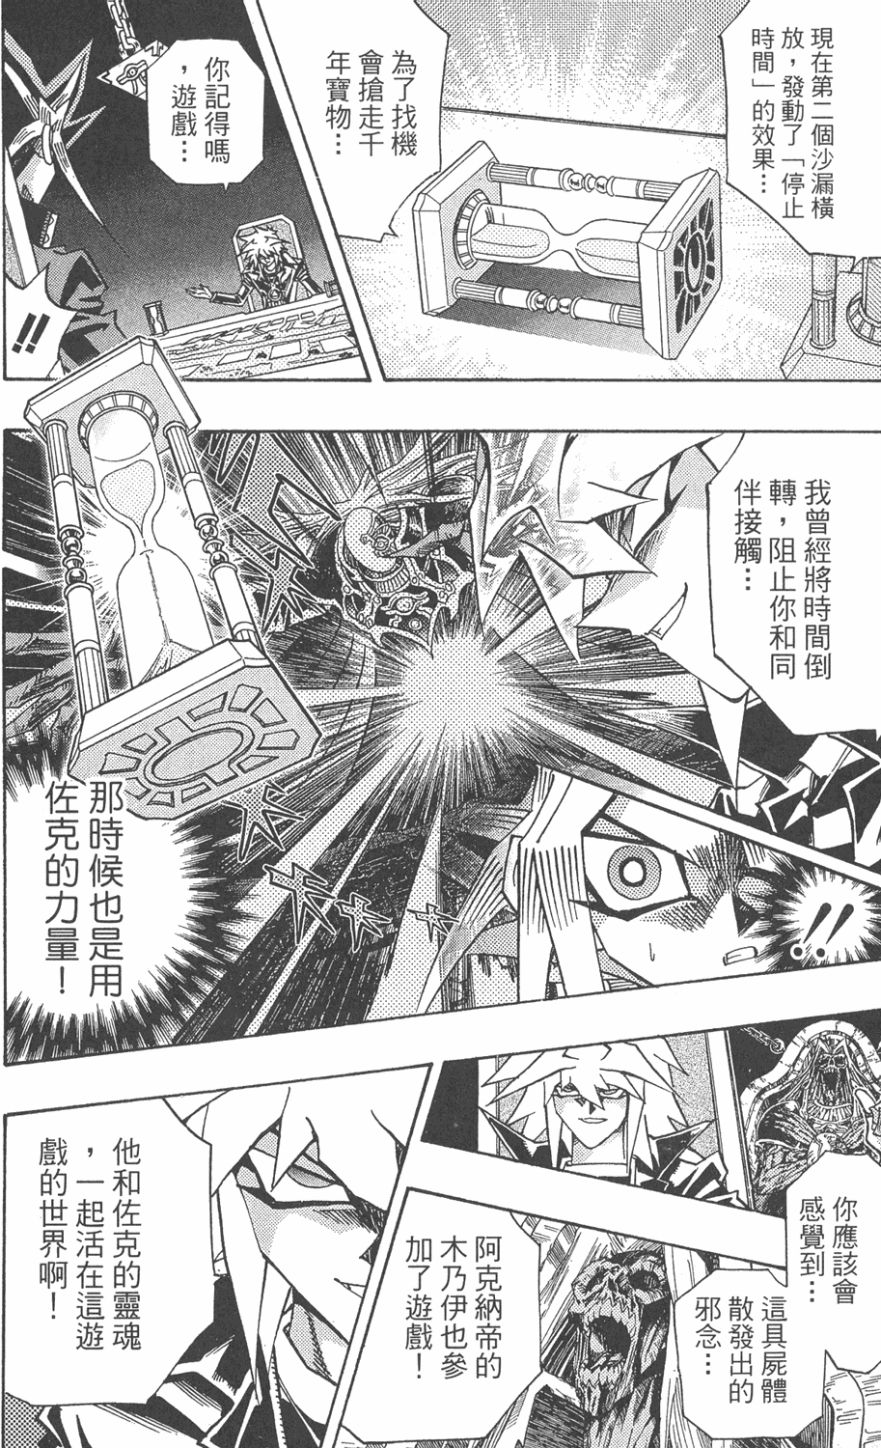 現在第二個沙漏橫
放，發動了「停止
時間」的效果…
為了找機
會搶走千
年寶物…
你記得嗎
，遊戲…
!!
我曾經將時間倒
轉，阻止你和同
伴接觸…
那時候也是用
佐克的力量！
!!
你應該會
感覺到…
這具屍體
散發出的
邪念…
阿克納帝的
木乃伊也參
加了遊戲！
他和佐克的靈魂
，一起活在這遊
戲的世界啊！